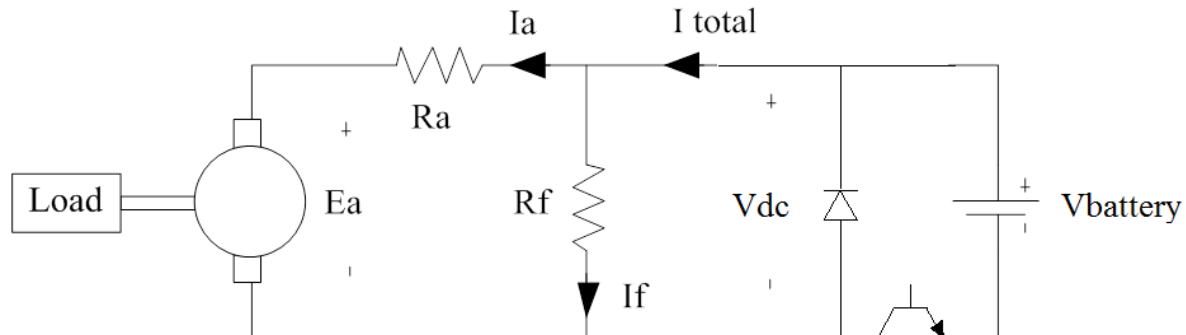 Ia
I total
Ra
+
+
Load
Ea
Rf
Vdc
+
Vbattery
-
-
If
-